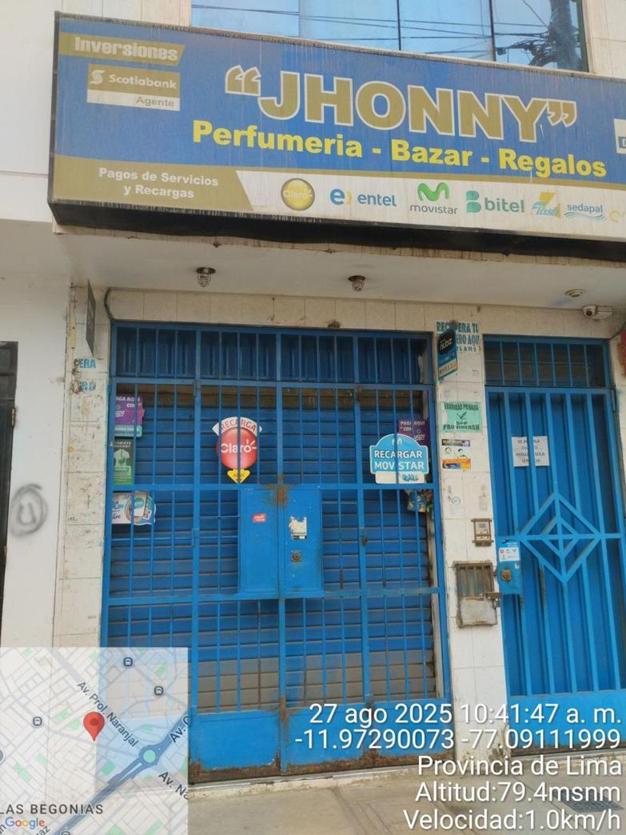 Inversiones
Scotiabank
Agente
"JHONNY"
Perfumeria - Bazar - Regalos
Pagos de Servicios
y Recargas
Claro
entel
movistar
bitel
sedapal
RECARGA
Claro
RECARGAR
MOVISTAR
27 ago 2025 10:41:47 a. m.
-11.97290073 -77.09111999
Provincia de Lima
Altitud:79.4msnm
Velocidad:1.0km/h
Av. Prol. Naranjal
LAS BEGONIAS
Google